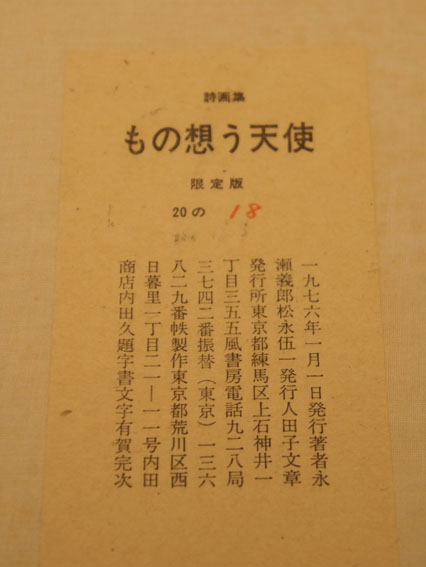 詩画集
もの想う天使
限定版
20の 18
一九七六年一月一日発行著者永
瀬義郎松永伍一発行人田子文章
発行所東京都練馬区上石神井一
丁目三五五風書房電話九二八局
三七四二番振替（東京）一三六
八二九番帙製作東京都荒川区西
日暮里一丁目二一―一一号内田
商店内田久題字書文字有賀完次